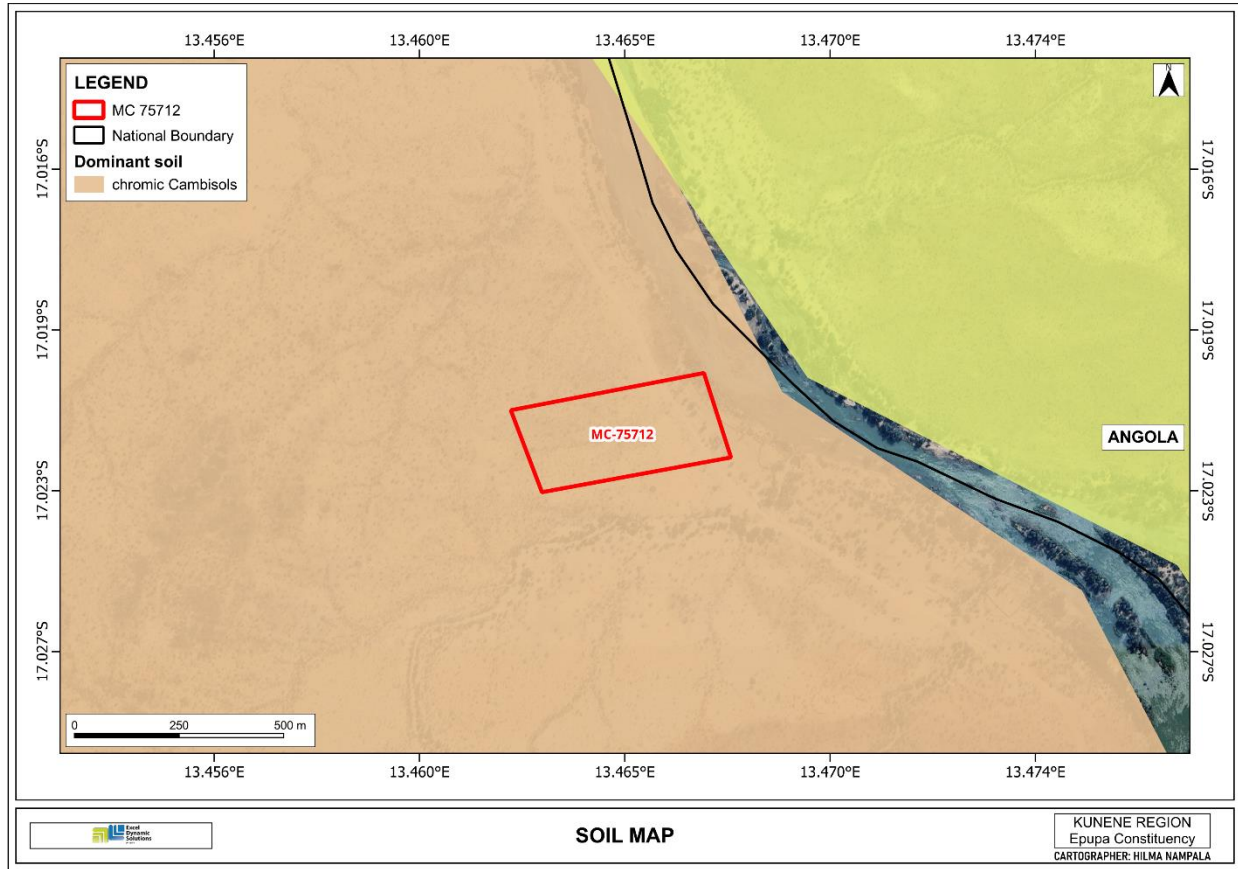 13.456°E
13.460°E
13.465°E
13.470°E
13.474°E
LEGEND
MC 75712
National Boundary
Dominant soil
chromic Cambisols
N
17.016°S
17.016°S
17.019°S
17.019°S
MC-75712
ANGOLA
17.023°S
17.023°S
17.027°S
17.027°S
0 250 500 m
13.456°E
13.460°E
13.465°E
13.470°E
13.474°E
Excel
Dynamic
Solutions
SOIL MAP
KUNENE REGION
Epupa Constituency
CARTOGRAPHER: HILMA NAMPALA